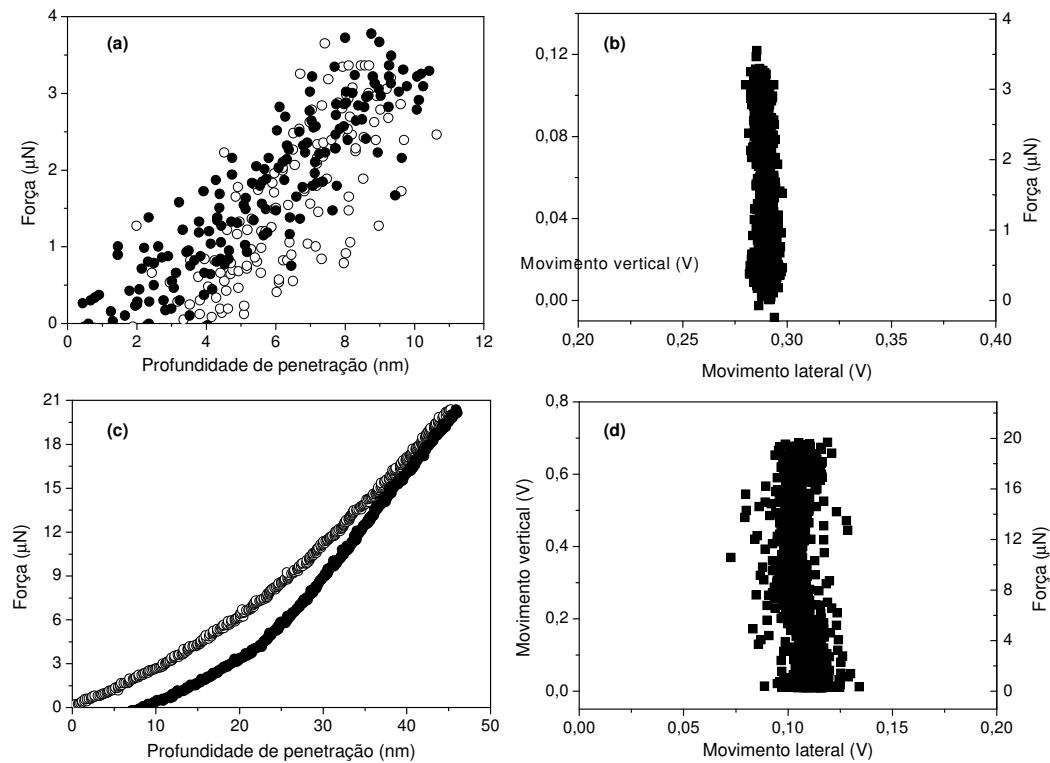 (a)
Força (µN)
4
3
2
1
0
0 2 4 6 8 10 12
Profundidade de penetração (nm)
(b)
0,12
0,08
0,04
0,00
Movimento vertical (V)
4
3
2
1
0
Força (µN)
0,20 0,25 0,30 0,35 0,40
Movimento lateral (V)
(c)
Força (µN)
21
18
15
12
9
6
3
0
0 10 20 30 40 50
Profundidade de penetração (nm)
(d)
Movimento vertical (V)
0,8
0,6
0,4
0,2
0,0
20
16
12
8
4
0
Força (µN)
0,00 0,05 0,10 0,15 0,20
Movimento lateral (V)